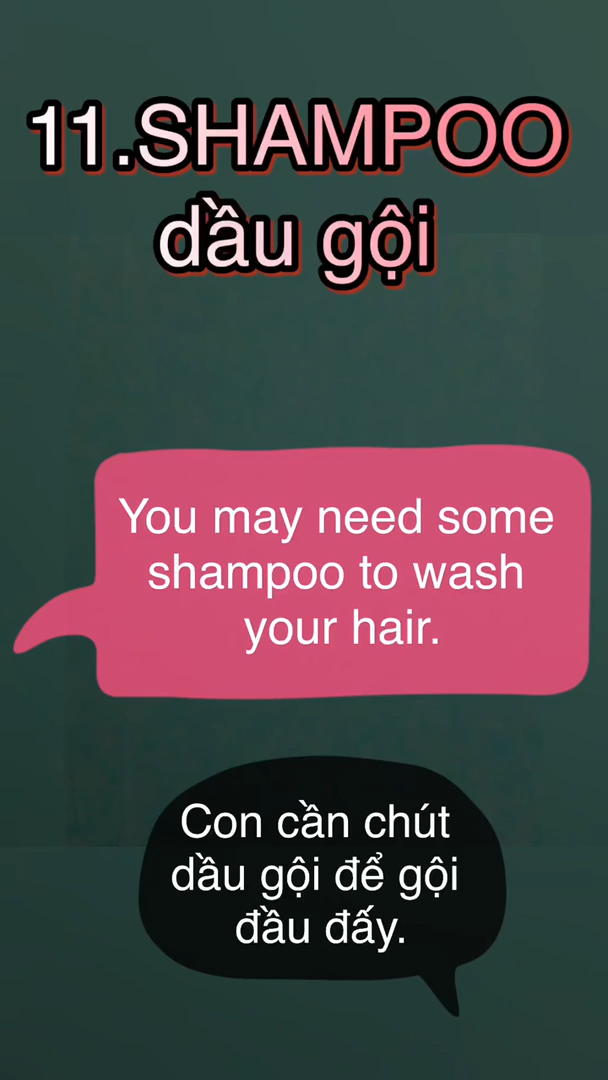 11.SHAMPOO
dầu gội
You may need some
shampoo to wash
your hair.
Con cần chút
dầu gội để gội
đầu đấy.